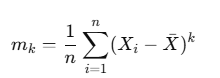 $m_k = \frac{1}{n} \sum_{i=1}^{n} (X_i - \bar{X})^k$